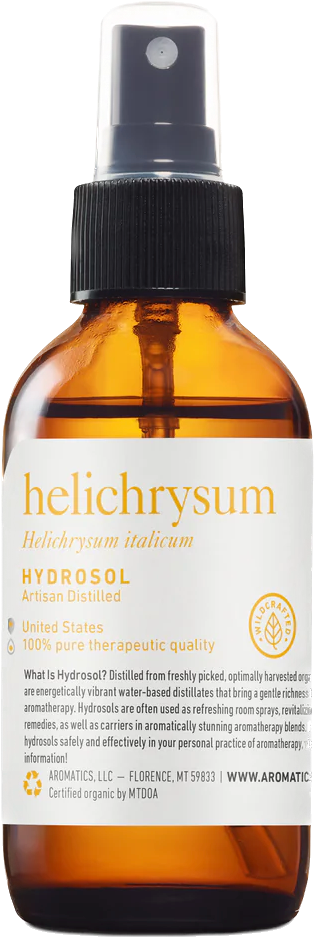 helichrysum
Helichrysum italicum
HYDROSOL
Artisan Distilled
WILDCRAFTED
United States
100% pure therapeutic quality
What Is Hydrosol? Distilled from freshly picked, optimally harvested
are energetically vibrant water-based distillates that bring a gentle richness
aromatherapy. Hydrosols are often used as refreshing room sprays,
remedies, as well as carriers in aromatically stunning aromatherapy blends.
hydrosols safely and effectively in your personal practice of aromatherapy,
information!
AROMATICS, LLC — FLORENCE, MT 59833 | WWW.AROMATICS
Certified organic by MTDOA